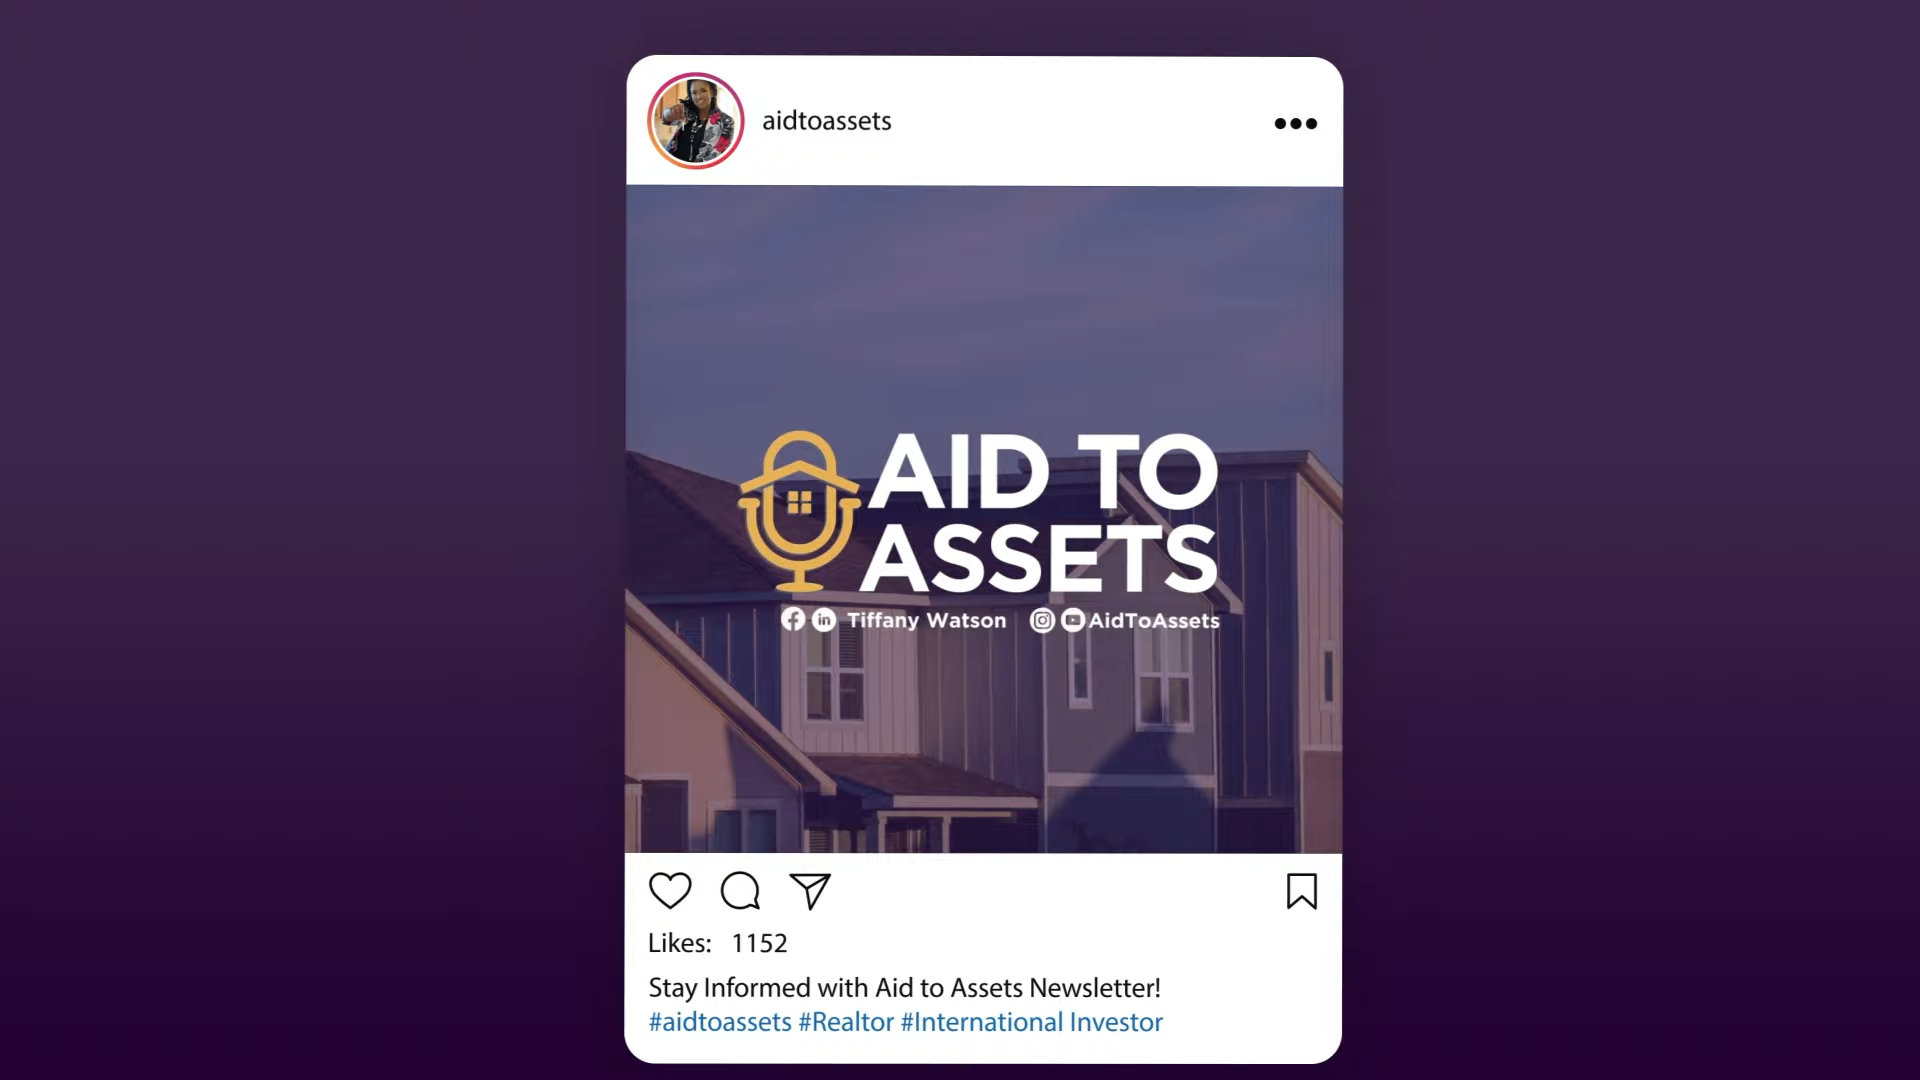 aidtoassets
AID TO
ASSETS
Tiffany Watson AidToAssets
Likes: 1152
Stay Informed with Aid to Assets Newsletter!
#aidtoassets #Realtor #International Investor